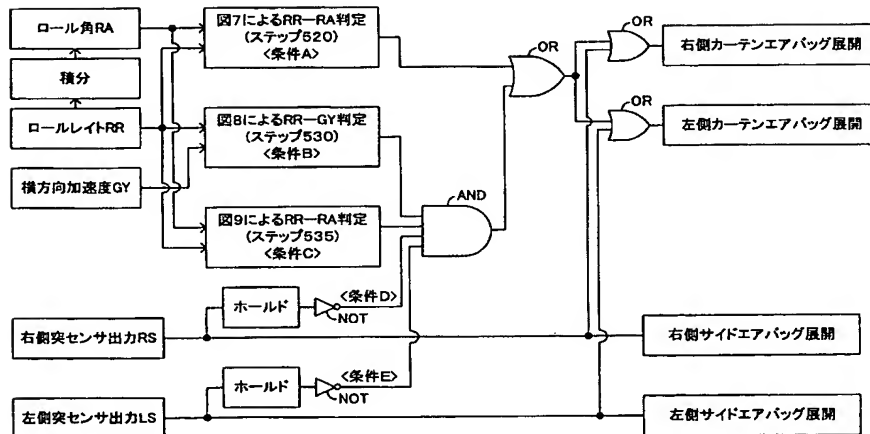 ロール角RA
積分
ロールレイトRR
横方向加速度GY
図7によるRR−RA判定
(ステップ520)
<条件A>
図8によるRR−GY判定
(ステップ530)
<条件B>
図9によるRR−RA判定
(ステップ535)
<条件C>
AND
OR
OR
右側カーテンエアバッグ展開
OR
左側カーテンエアバッグ展開
ホールド
<条件D>
NOT
右側突センサ出力RS
右側サイドエアバッグ展開
ホールド
<条件E>
NOT
左側突センサ出力LS
左側サイドエアバッグ展開